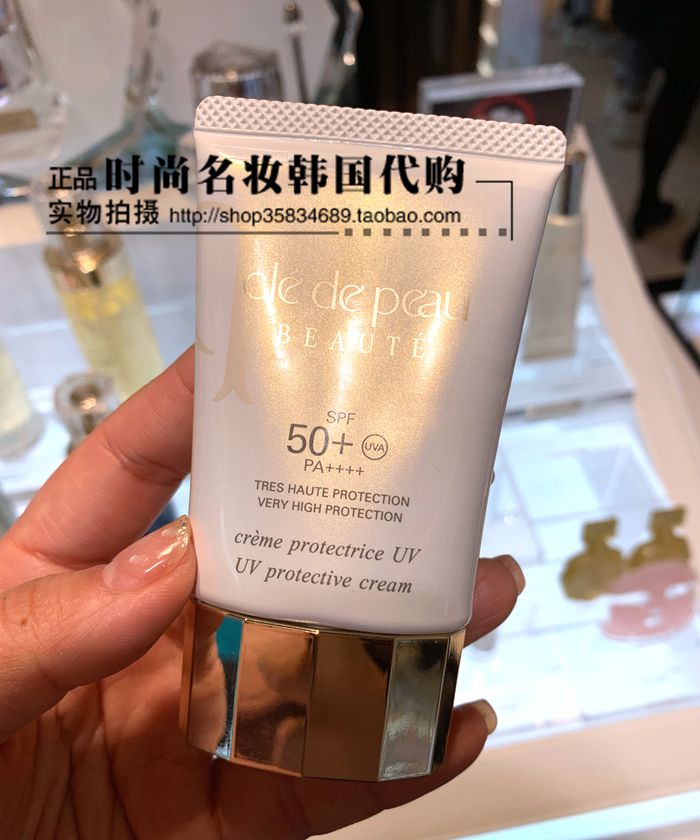 正品 时尚名妆韩国代购
实物拍摄 http://shop35834689.taobao.com
clé de peau
BEAUTÉ
SPF
50+ UVA
PA++++
TRES HAUTE PROTECTION
VERY HIGH PROTECTION
crème protectrice UV
UV protective cream